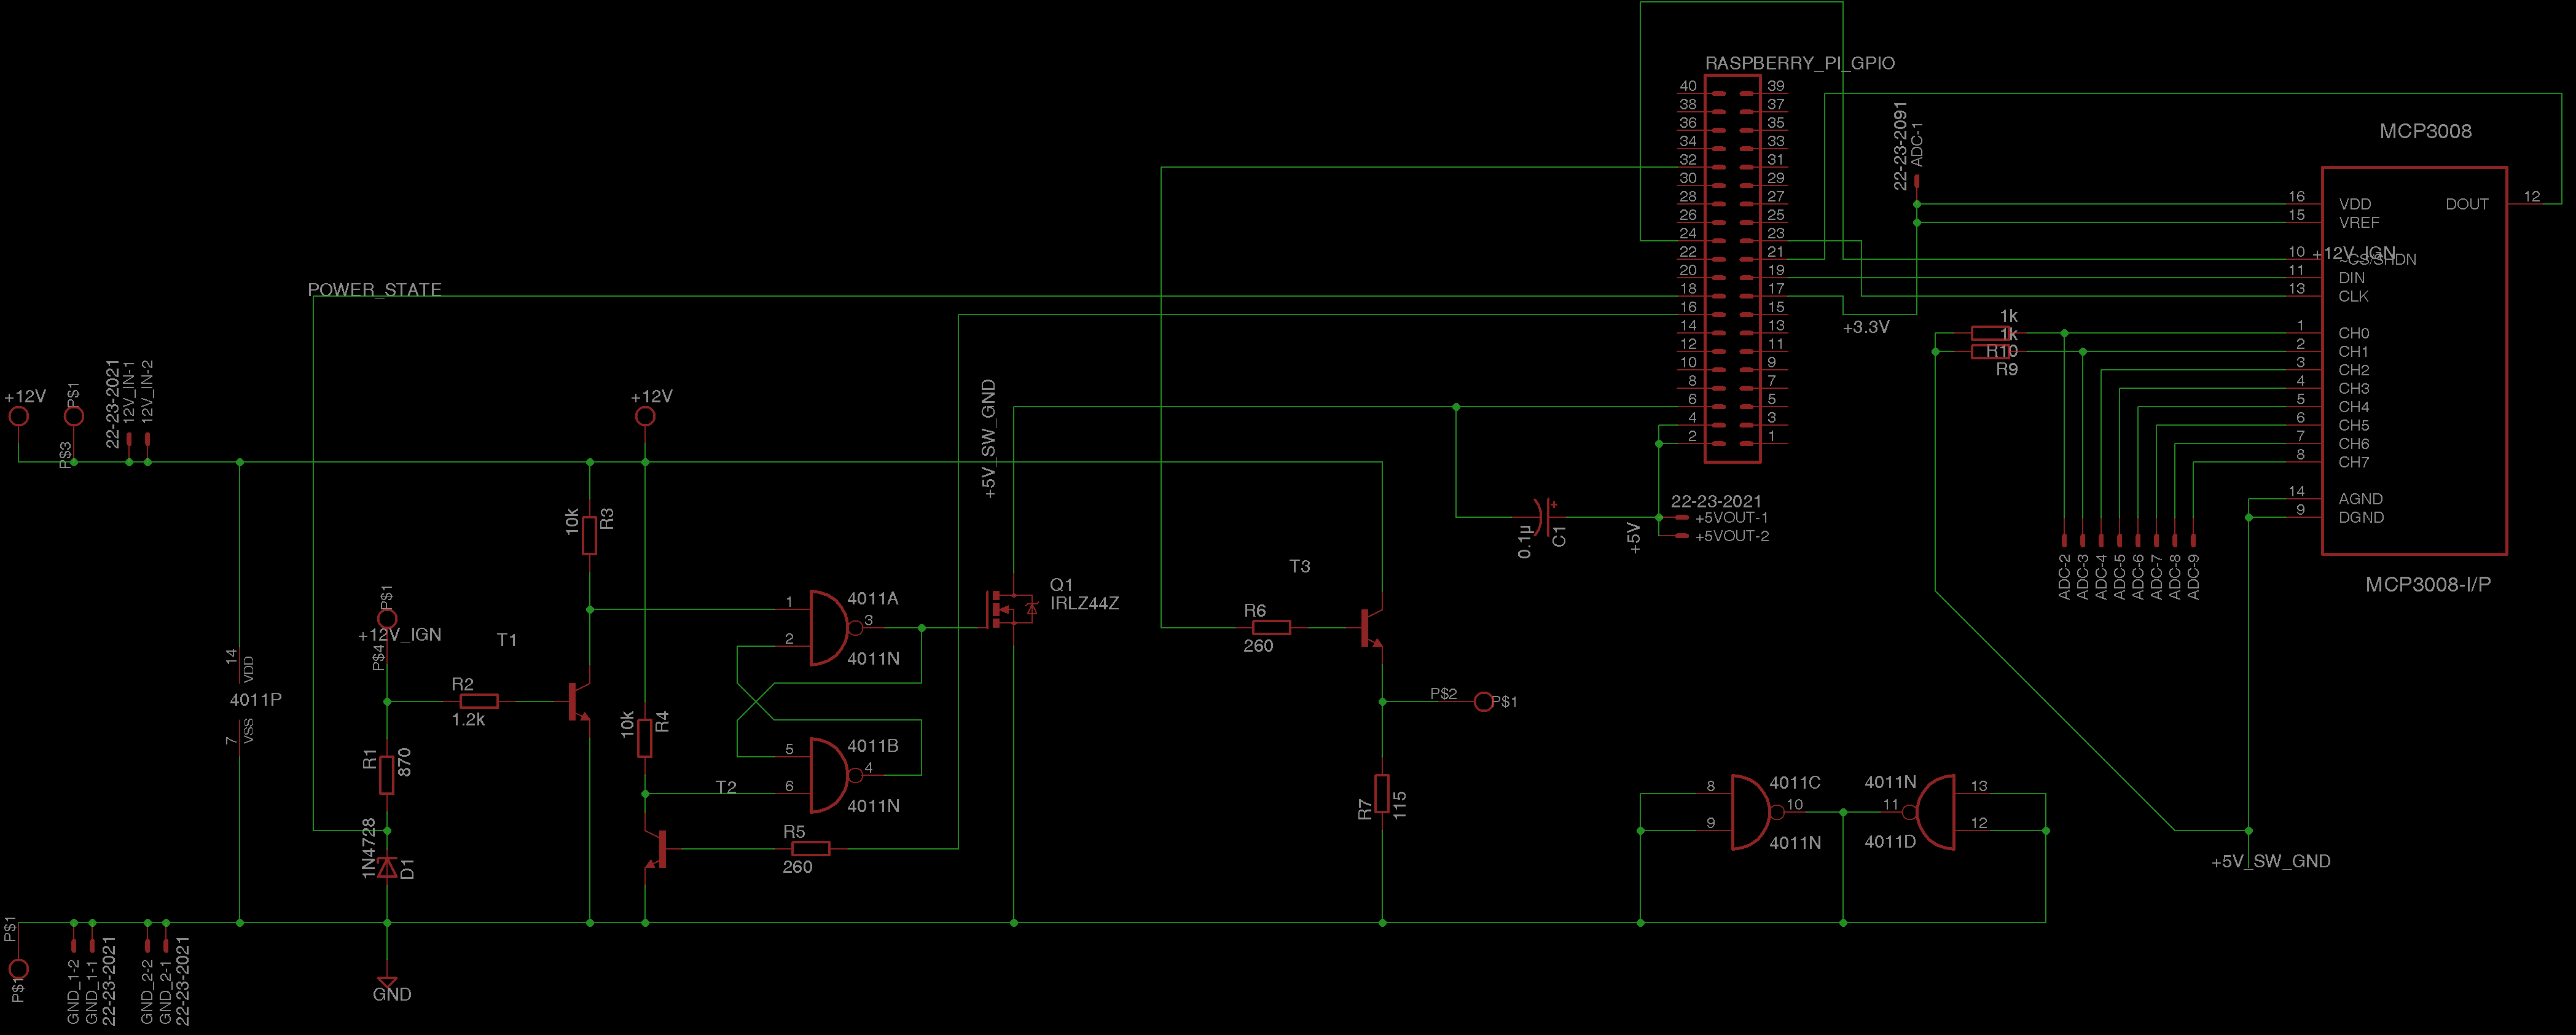 RASPBERRY_PI_GPIO
40
39
38
37
36
35
34
33
32
31
30
29
28
27
26
25
24
23
22
21
20
19
18
17
16
15
14
13
12
11
10
9
8
7
6
5
4
3
2
1
22-23-2091
ADC-1
+3.3V
MCP3008
16
VDD
DOUT
12
15
VREF
10
+12V_IGN
~CS/SHDN
11
DIN
13
CLK
1
CH0
2
CH1
3
CH2
4
CH3
5
CH4
6
CH5
7
CH6
8
CH7
14
AGND
9
DGND
MCP3008-I/P
1k
1k
R10
R9
ADC-2
ADC-3
ADC-4
ADC-5
ADC-6
ADC-7
ADC-8
ADC-9
+5V_SW_GND
POWER_STATE
+12V
P$1
P$3
22-23-2021
12V_IN-1
12V_IN-2
+12V
+5V_SW_GND
10k
R3
P$1
+12V_IGN
P$4
T1
R2
1.2k
14
VDD
4011P
7
VSS
R1
870
1N4728
D1
10k
R4
T2
R5
260
1
2
3
4011A
4011N
5
6
4
4011B
4011N
Q1
IRLZ44Z
0.1µ
C1
+5V
22-23-2021
+5VOUT-1
+5VOUT-2
T3
R6
260
P$2
P$1
R7
115
8
9
10
4011C
4011N
4011N
4011D
11
13
12
P$1
P$1
GND_1-2
GND_1-1
22-23-2021
GND_2-2
GND_2-1
22-23-2021
GND